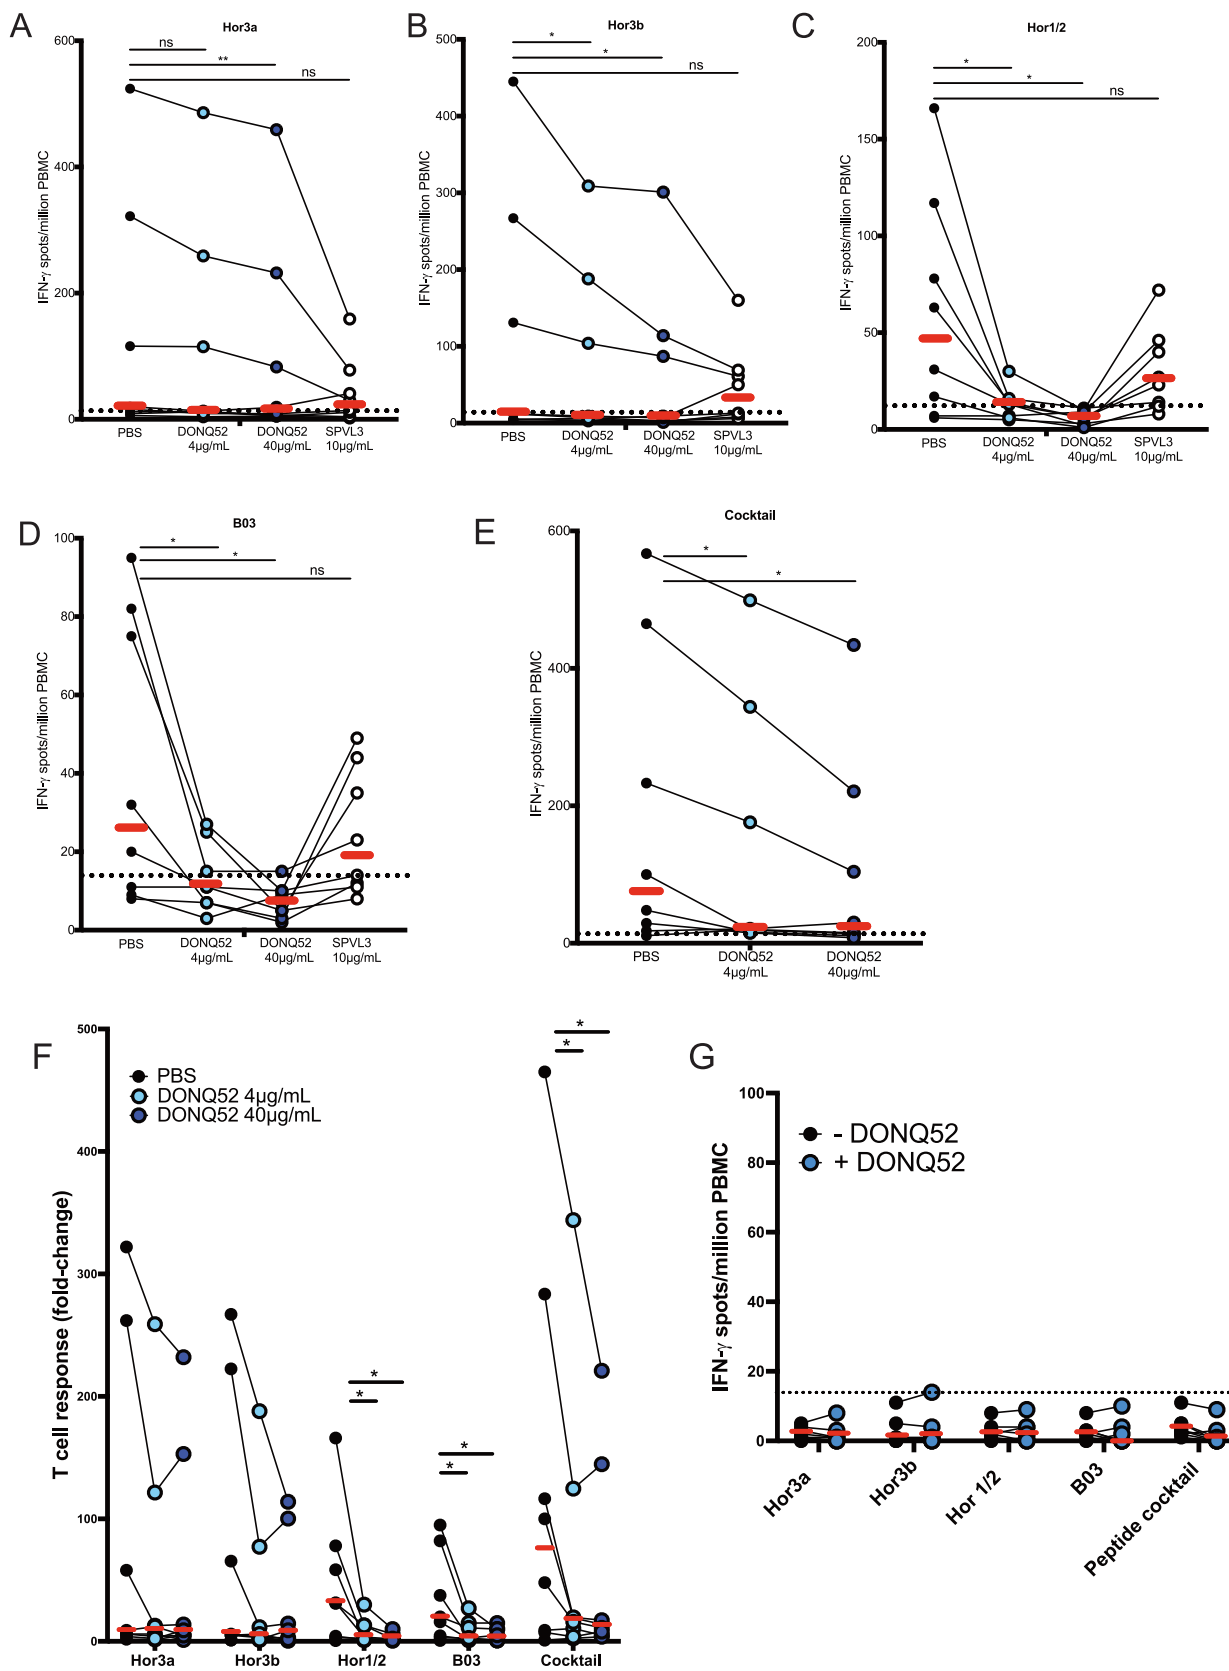 A
Hor3a
600
400
200
0
IFN-γ spots/million PBMC
ns
**
ns
PBS
DONQ52
4µg/mL
DONQ52
40µg/mL
SPVL3
10µg/mL
B
Hor3b
500
400
300
200
100
0
IFN-γ spots/million PBMC
*
*
ns
PBS
DONQ52
4µg/mL
DONQ52
40µg/mL
SPVL3
10µg/mL
C
Hor1/2
200
150
100
50
0
IFN-γ spots/million PBMC
*
*
ns
PBS
DONQ52
4µg/mL
DONQ52
40µg/mL
SPVL3
10µg/mL
D
B03
100
80
60
40
20
0
IFN-γ spots/million PBMC
*
*
ns
PBS
DONQ52
4µg/mL
DONQ52
40µg/mL
SPVL3
10µg/mL
E
Cocktail
600
400
200
0
IFN-γ spots/million PBMC
*
*
PBS
DONQ52
4µg/mL
DONQ52
40µg/mL
F
500
400
300
200
100
0
T cell response (fold-change)
PBS
DONQ52 4µg/mL
DONQ52 40µg/mL
*
*
*
*
*
*
Hor3a
Hor3b
Hor1/2
B03
Cocktail
G
100
80
60
40
20
0
IFN-γ spots/million PBMC
- DONQ52
+ DONQ52
Hor3a
Hor3b
Hor 1/2
B03
Peptide cocktail